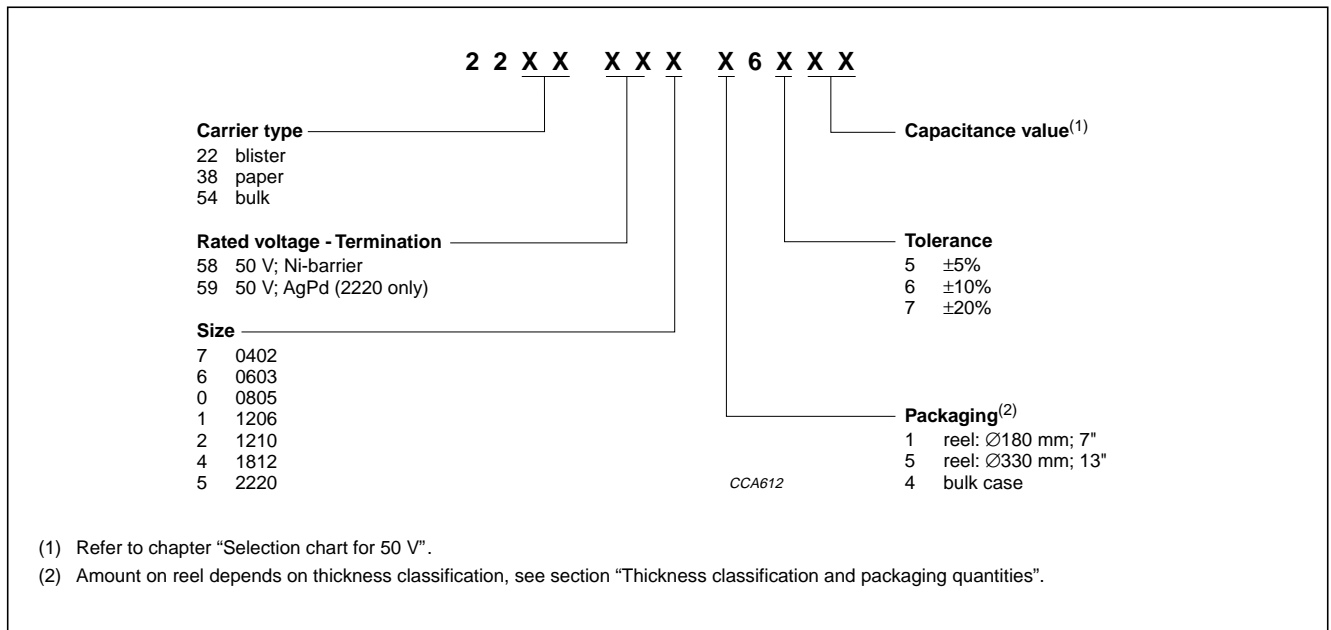 2 2 X X X X X X 6 X X X
Carrier type
22 blister
38 paper
54 bulk
Rated voltage - Termination
58 50 V; Ni-barrier
59 50 V; AgPd (2220 only)
Size
7 0402
6 0603
0 0805
1 1206
2 1210
4 1812
5 2220
Capacitance value(1)
Tolerance
5 ±5%
6 ±10%
7 ±20%
Packaging(2)
1 reel: ∅180 mm; 7"
5 reel: ∅330 mm; 13"
4 bulk case
CCA612
(1) Refer to chapter “Selection chart for 50 V”.
(2) Amount on reel depends on thickness classification, see section “Thickness classification and packaging quantities”.